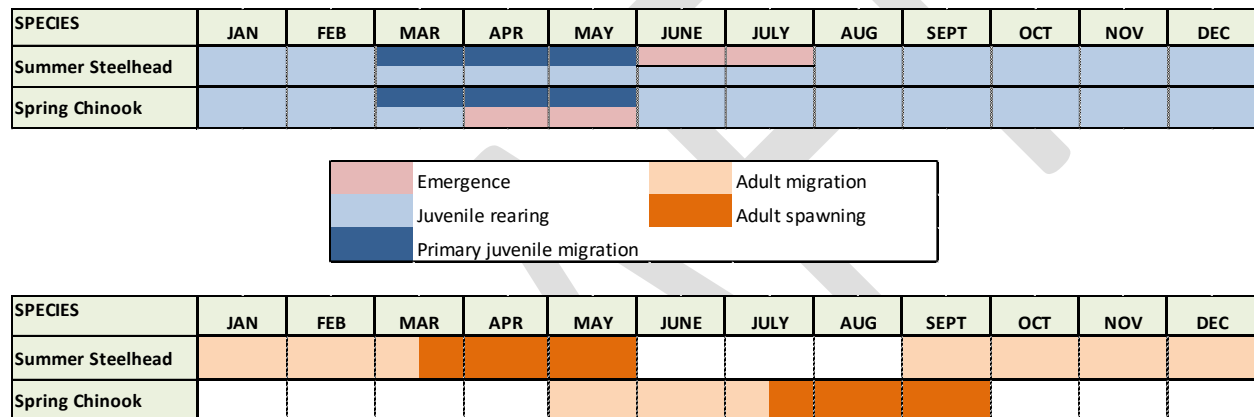 SPECIES JAN FEB MAR APR MAY JUNE JULY AUG SEPT OCT NOV DEC
Summer Steelhead
Spring Chinook
Emergence Adult migration
Juvenile rearing Adult spawning
Primary juvenile migration
SPECIES JAN FEB MAR APR MAY JUNE JULY AUG SEPT OCT NOV DEC
Summer Steelhead
Spring Chinook